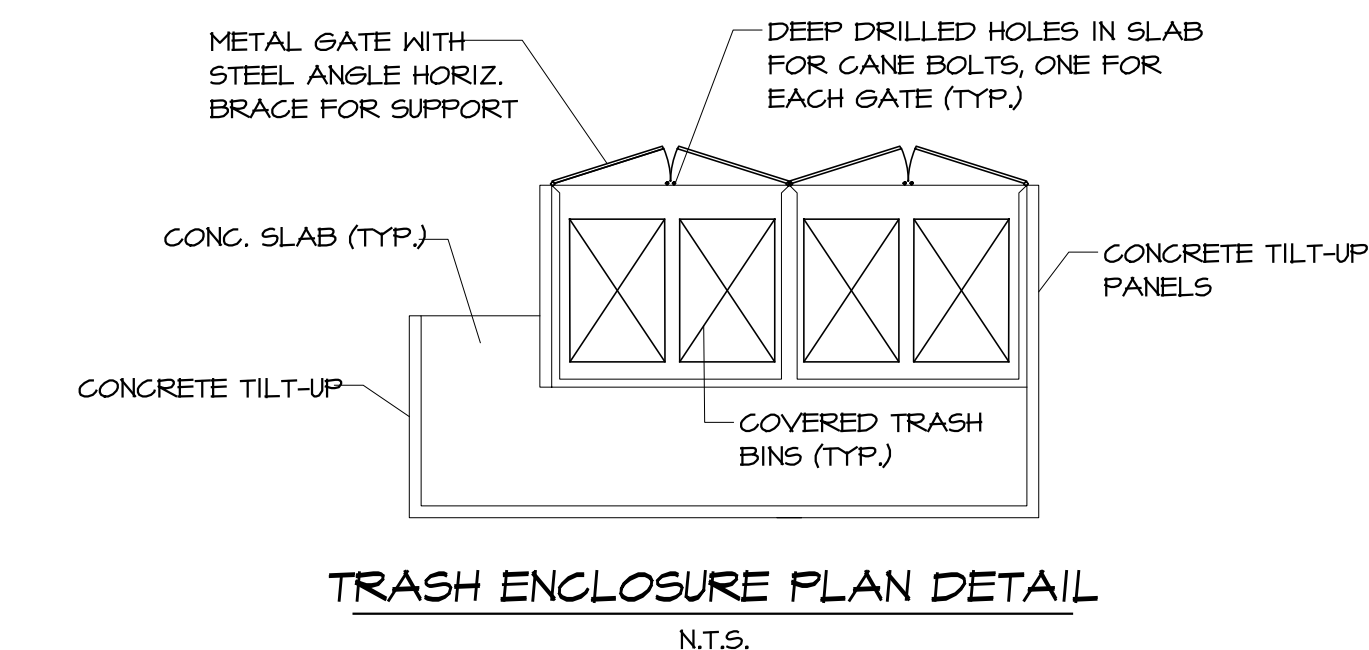 METAL GATE WITH
STEEL ANGLE HORIZ.
BRACE FOR SUPPORT
DEEP DRILLED HOLES IN SLAB
FOR CANE BOLTS, ONE FOR
EACH GATE (TYP.)
CONC. SLAB (TYP.)
CONCRETE TILT-UP
PANELS
CONCRETE TILT-UP
COVERED TRASH
BINS (TYP.)
TRASH ENCLOSURE PLAN DETAIL
N.T.S.